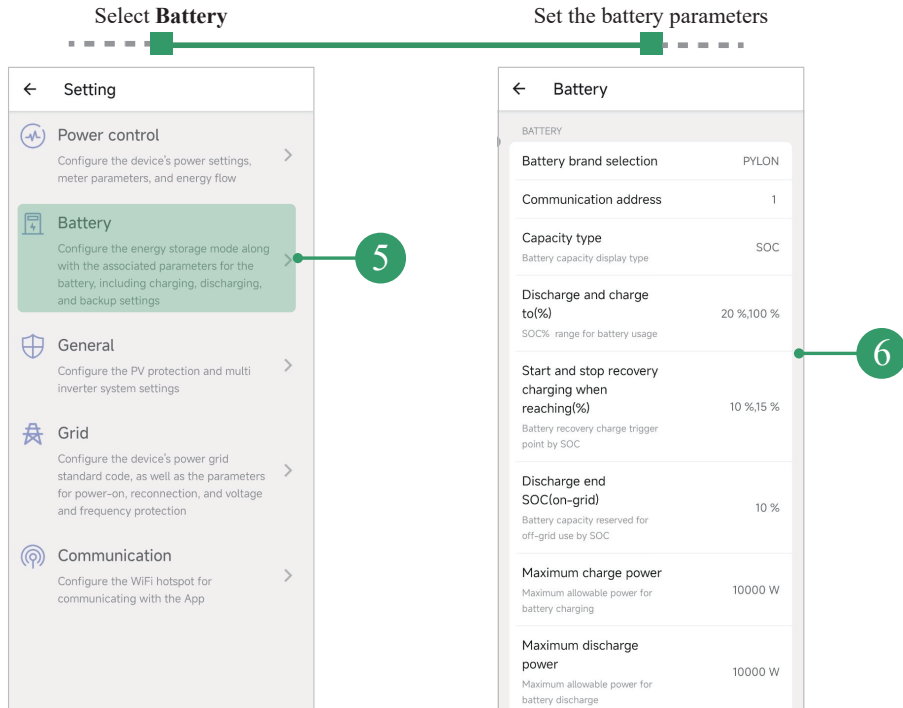 Select Battery
Set the battery parameters
Setting
Power control
Configure the device's power settings,
meter parameters, and energy flow
Battery
Configure the energy storage mode along
with the associated parameters for the
battery, including charging, discharging,
and backup settings
5
General
Configure the PV protection and multi
inverter system settings
Grid
Configure the device's power grid
standard code, as well as the parameters
for power-on, reconnection, and voltage
and frequency protection
Communication
Configure the WiFi hotspot for
communicating with the App
Battery
BATTERY
Battery brand selection PYLON
Communication address 1
Capacity type
Battery capacity display type
SOC
Discharge and charge
to(%)
20 %,100 %
SOC% range for battery usage
6
Start and stop recovery
charging when
reaching(%)
10 %,15 %
Battery recovery charge trigger
point by SOC
Discharge end
SOC(on-grid)
10 %
Battery capacity reserved for
off-grid use by SOC
Maximum charge power
10000 W
Maximum allowable power for
battery charging
Maximum discharge
power
10000 W
Maximum allowable power for
battery discharge